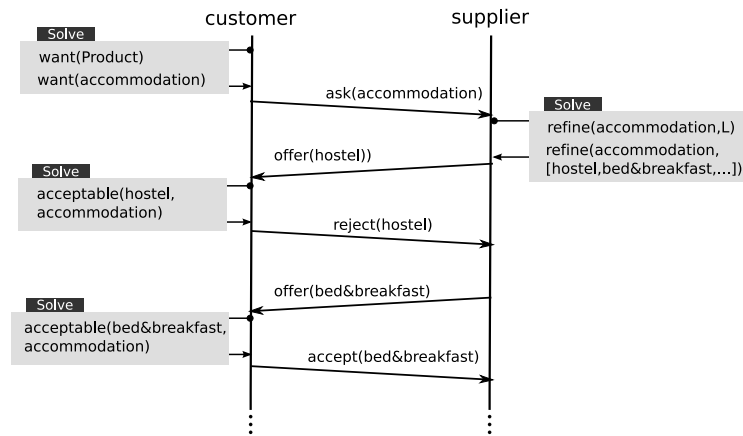 customer
supplier
Solve
want(Product)
want(accommodation)
ask(accommodation)
Solve
refine(accommodation,L)
refine(accommodation,
[hostel,bed&breakfast,...])
offer(hostel))
Solve
acceptable(hostel,
accommodation)
reject(hostel)
offer(bed&breakfast)
Solve
acceptable(bed&breakfast,
accommodation)
accept(bed&breakfast)